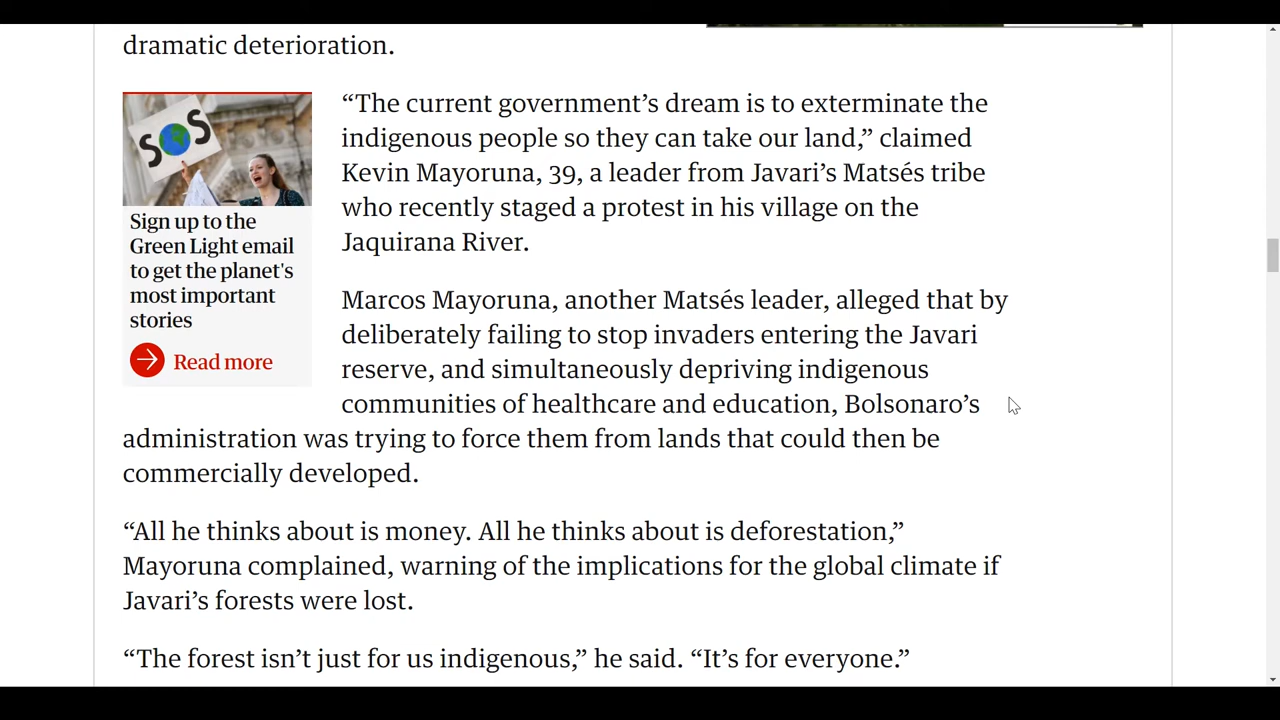 dramatic deterioration.
SOS
Sign up to the
Green Light email
to get the planet's
most important
stories
Read more
“The current government’s dream is to exterminate the
indigenous people so they can take our land,” claimed
Kevin Mayoruna, 39, a leader from Javari’s Matsés tribe
who recently staged a protest in his village on the
Jaquirana River.
Marcos Mayoruna, another Matsés leader, alleged that by
deliberately failing to stop invaders entering the Javari
reserve, and simultaneously depriving indigenous
communities of healthcare and education, Bolsonaro’s
administration was trying to force them from lands that could then be
commercially developed.
“All he thinks about is money. All he thinks about is deforestation,”
Mayoruna complained, warning of the implications for the global climate if
Javari’s forests were lost.
“The forest isn’t just for us indigenous,” he said. “It’s for everyone.”